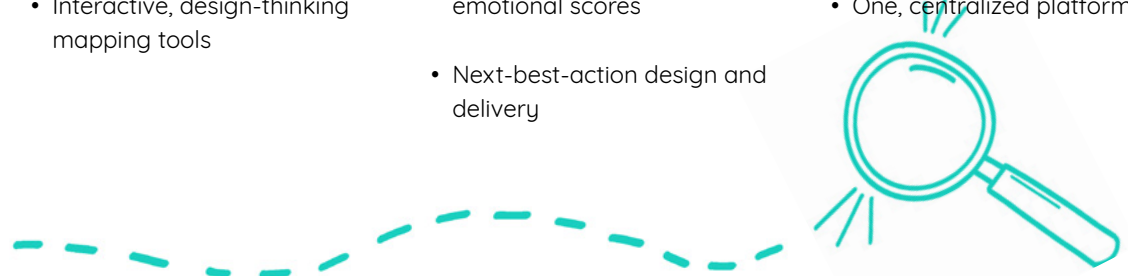 • Interactive, design-thinking
mapping tools
emotional scores
• Next-best-action design and
delivery
• One, centralized platform